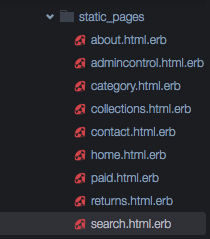 static_pages
about.html.erb
admincontrol.html.erb
category.html.erb
collections.html.erb
contact.html.erb
home.html.erb
paid.html.erb
returns.html.erb
search.html.erb